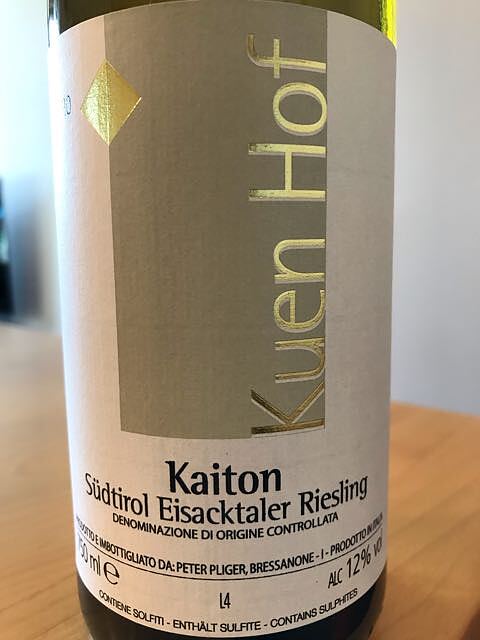 Kuen Hof
Kaiton
Südtirol Eisacktaler Riesling
DENOMINAZIONE DI ORIGINE CONTROLLATA
E IMBOTTIGLIATO DA: PETER PLIGER, BRESSANONE - I - PRODOTTO IN ITALIA
750 ml e
ALC 12% vol
L4
CONTIENE SOLFITI - ENTHÄLT SULFITE - CONTAINS SULPHITES